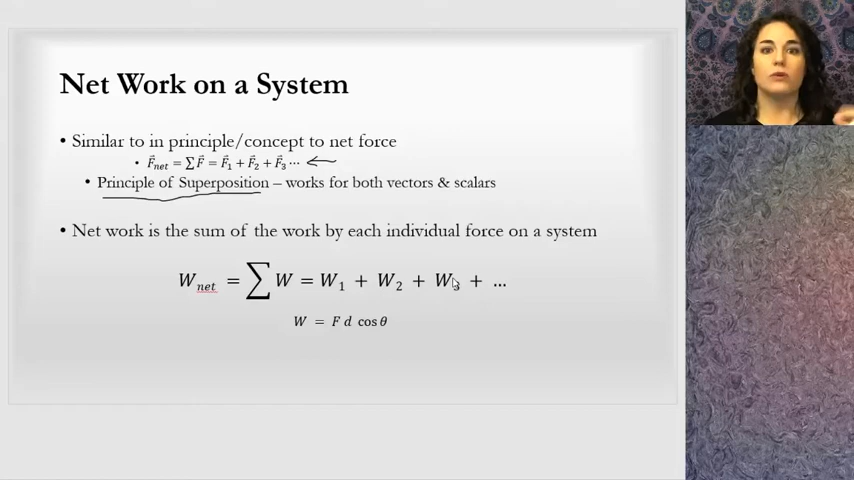 Net Work on a System
• Similar to in principle/concept to net force
• F⃗net = ∑F⃗ = F⃗1 + F⃗2 + F⃗3 ⋯
• Principle of Superposition – works for both vectors & scalars
• Net work is the sum of the work by each individual force on a system
Wnet = ∑ W = W1 + W2 + W3 + …
W = F d cos θ